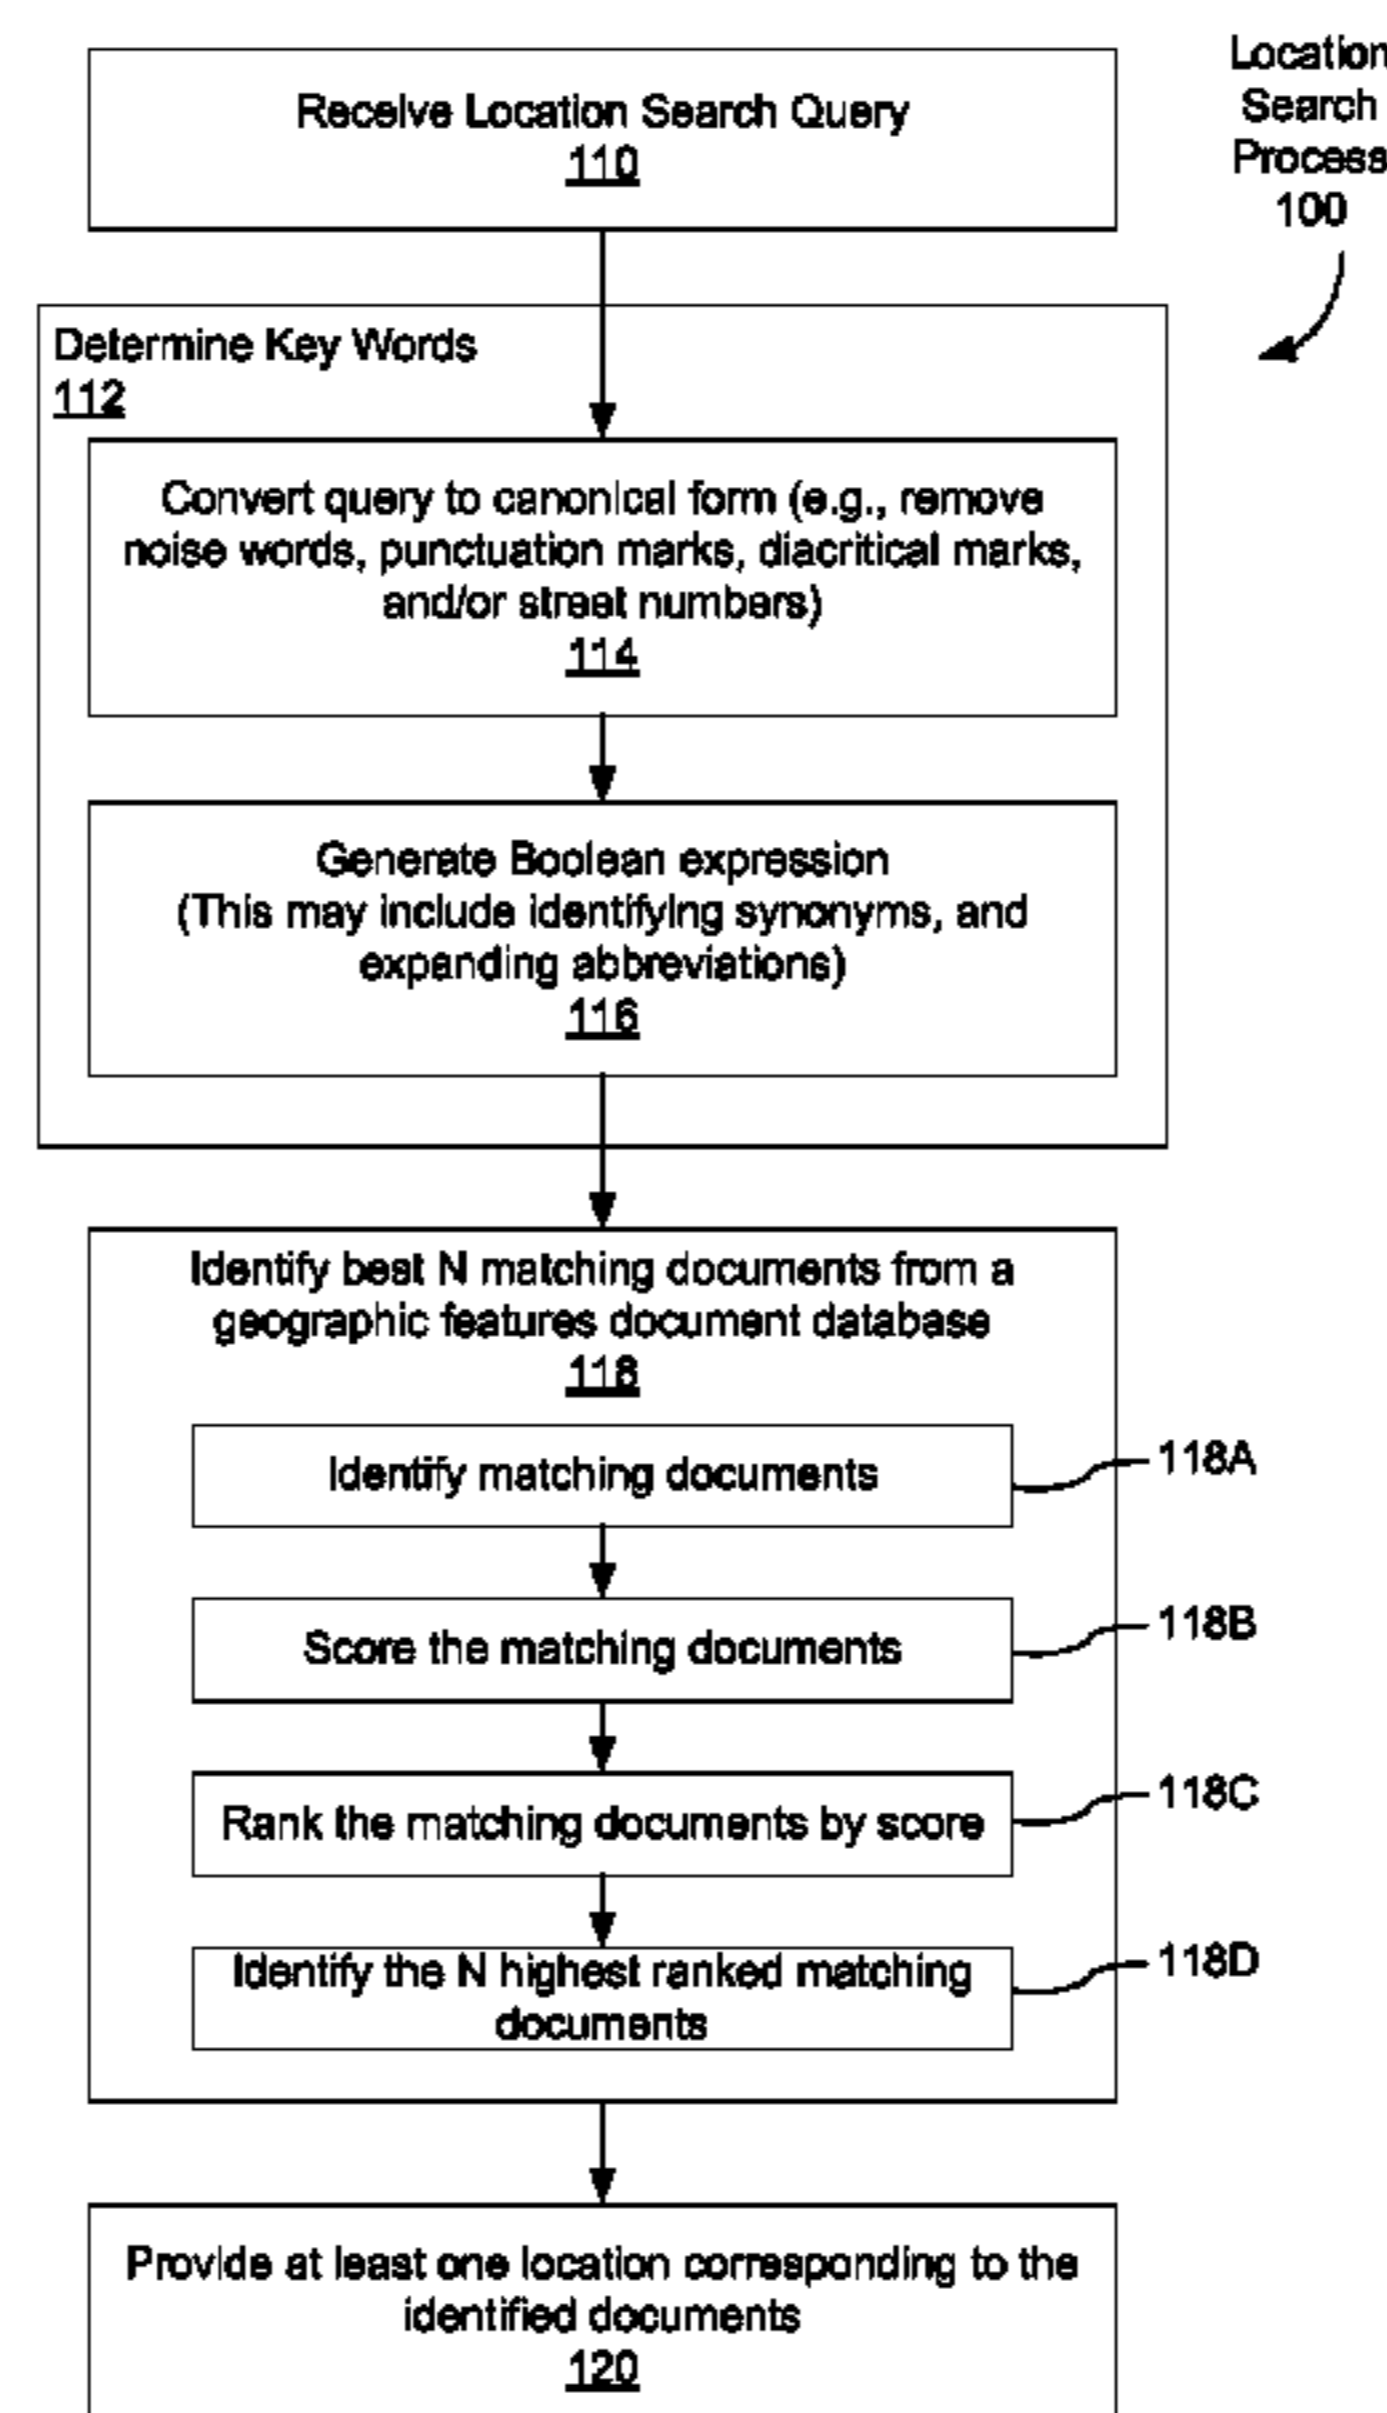 Receive Location Search Query
110
Location
Search
Process
100
Determine Key Words
112
Convert query to canonical form (e.g., remove
noise words, punctuation marks, diacritical marks,
and/or street numbers)
114
Generate Boolean expression
(This may include identifying synonyms, and
expanding abbreviations)
116
Identify best N matching documents from a
geographic features document database
118
Identify matching documents
118A
Score the matching documents
118B
Rank the matching documents by score
118C
Identify the N highest ranked matching
documents
118D
Provide at least one location corresponding to the
identified documents
120